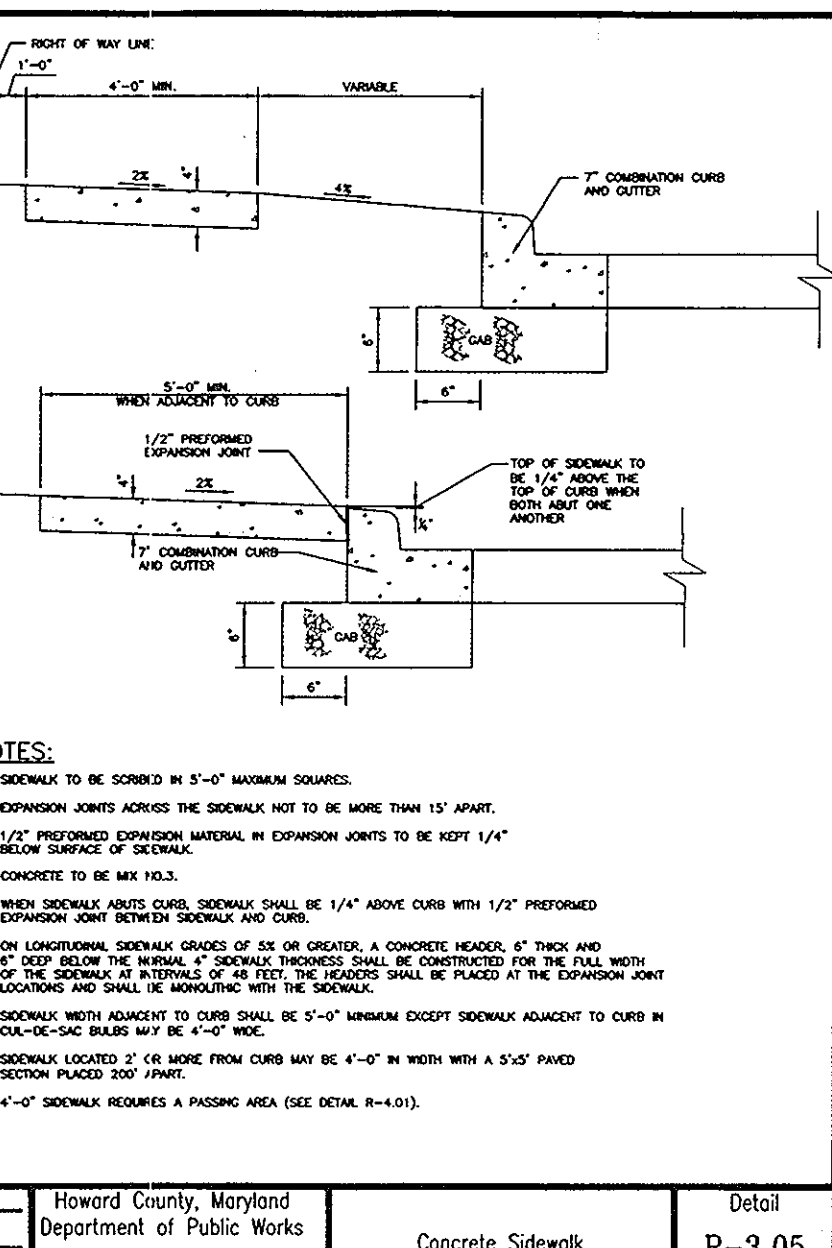 RIGHT OF WAY LINE
1'-0"
4'-0" MIN.
VARIABLE
2%
4"
4%
7" COMBINATION CURB
AND GUTTER
6"
CAB
6"
5'-0" MIN.
WHEN ADJACENT TO CURB
1/2" PREFORMED
EXPANSION JOINT
TOP OF SIDEWALK TO
BE 1/4" ABOVE THE
TOP OF CURB WHEN
BOTH ABUT ONE
ANOTHER
4"
2%
1/4"
7" COMBINATION CURB
AND GUTTER
6"
CAB
6"
OTES:
SIDEWALK TO BE SCRIBED IN 5'-0" MAXIMUM SQUARES.
EXPANSION JOINTS ACROSS THE SIDEWALK NOT TO BE MORE THAN 15' APART.
1/2" PREFORMED EXPANSION MATERIAL IN EXPANSION JOINTS TO BE KEPT 1/4"
BELOW SURFACE OF SIDEWALK.
CONCRETE TO BE MIX NO.3.
WHEN SIDEWALK ABUTS CURB, SIDEWALK SHALL BE 1/4" ABOVE CURB WITH 1/2" PREFORMED
EXPANSION JOINT BETWEEN SIDEWALK AND CURB.
ON LONGITUDINAL SIDEWALK GRADES OF 5% OR GREATER, A CONCRETE HEADER, 6" THICK AND
6" DEEP BELOW THE NORMAL 4" SIDEWALK THICKNESS SHALL BE CONSTRUCTED FOR THE FULL WIDTH
OF THE SIDEWALK AT INTERVALS OF 48 FEET. THE HEADERS SHALL BE PLACED AT THE EXPANSION JOINT
LOCATIONS AND SHALL BE MONOLITHIC WITH THE SIDEWALK.
SIDEWALK WIDTH ADJACENT TO CURB SHALL BE 5'-0" MINIMUM EXCEPT SIDEWALK ADJACENT TO CURB IN
CUL-DE-SAC BULBS MAY BE 4'-0" WIDE.
SIDEWALK LOCATED 2' OR MORE FROM CURB MAY BE 4'-0" IN WIDTH WITH A 5'x5' PAVED
SECTION PLACED 200' APART.
4'-0" SIDEWALK REQUIRES A PASSING AREA (SEE DETAIL R-4.01).
Howard County, Maryland
Department of Public Works
Concrete Sidewalk
Detail
R-3.05